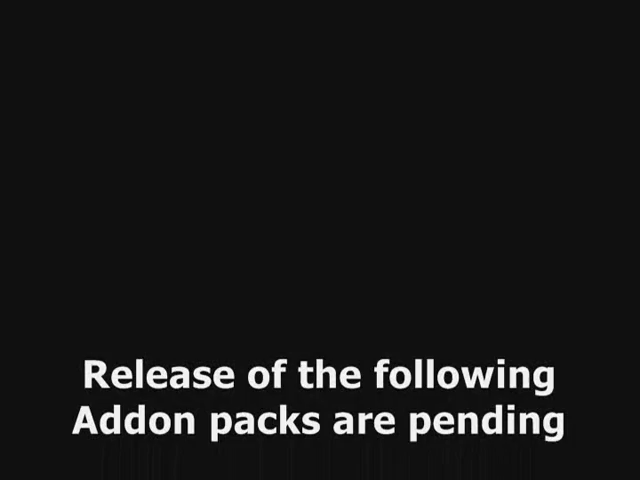 Release of the following
Addon packs are pending